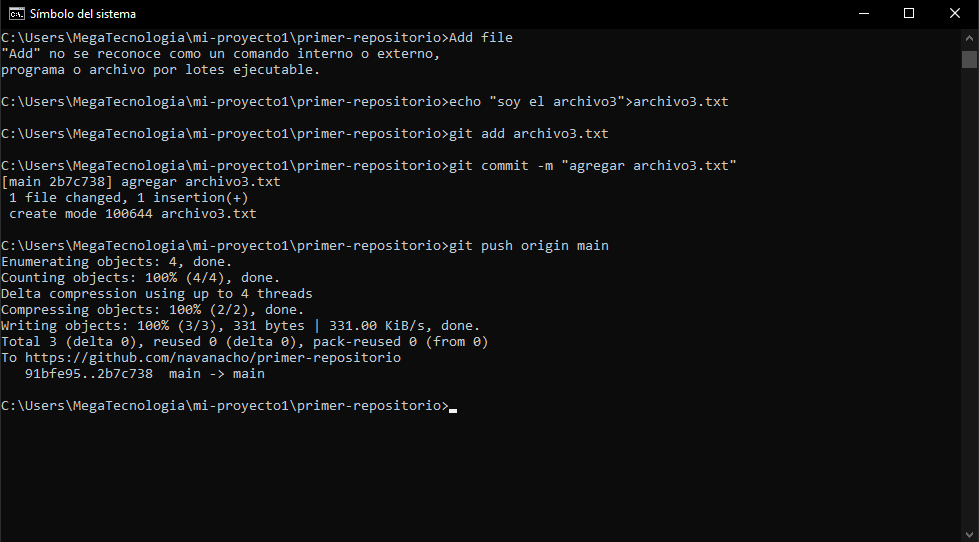 Símbolo del sistema
C:\Users\MegaTecnologia\mi-proyecto1\primer-repositorio>Add file
"Add" no se reconoce como un comando interno o externo,
programa o archivo por lotes ejecutable.
C:\Users\MegaTecnologia\mi-proyecto1\primer-repositorio>echo "soy el archivo3">archivo3.txt
C:\Users\MegaTecnologia\mi-proyecto1\primer-repositorio>git add archivo3.txt
C:\Users\MegaTecnologia\mi-proyecto1\primer-repositorio>git commit -m "agregar archivo3.txt"
[main 2b7c738] agregar archivo3.txt
 1 file changed, 1 insertion(+)
 create mode 100644 archivo3.txt
C:\Users\MegaTecnologia\mi-proyecto1\primer-repositorio>git push origin main
Enumerating objects: 4, done.
Counting objects: 100% (4/4), done.
Delta compression using up to 4 threads
Compressing objects: 100% (2/2), done.
Writing objects: 100% (3/3), 331 bytes | 331.00 KiB/s, done.
Total 3 (delta 0), reused 0 (delta 0), pack-reused 0 (from 0)
To https://github.com/navanacho/primer-repositorio
   91bfe95..2b7c738  main -> main
C:\Users\MegaTecnologia\mi-proyecto1\primer-repositorio>